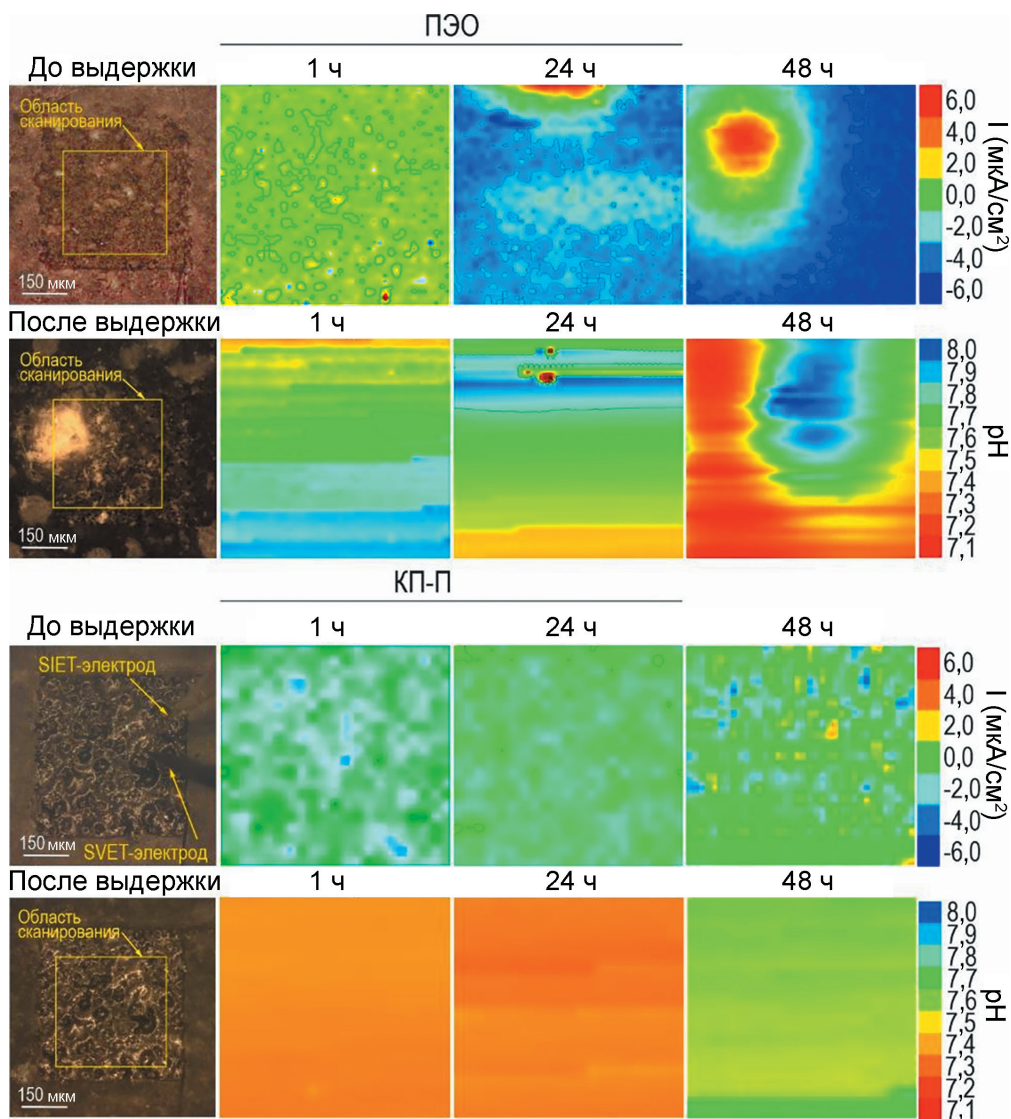 ПЭО
До выдержки 1 ч 24 ч 48 ч
Область
сканирования
150 мкм
6,0
4,0
2,0
0,0
-2,0
-4,0
-6,0
I (мкА/см²)
После выдержки 1 ч 24 ч 48 ч
Область
сканирования
150 мкм
8,0
7,9
7,8
7,7
7,6
7,5
7,4
7,3
7,2
7,1
pH
КП-П
До выдержки 1 ч 24 ч 48 ч
SIET-электрод
150 мкм
SVET-электрод
6,0
4,0
2,0
0,0
-2,0
-4,0
-6,0
I (мкА/см²)
После выдержки 1 ч 24 ч 48 ч
Область
сканирования
150 мкм
8,0
7,9
7,8
7,7
7,6
7,5
7,4
7,3
7,2
7,1
pH